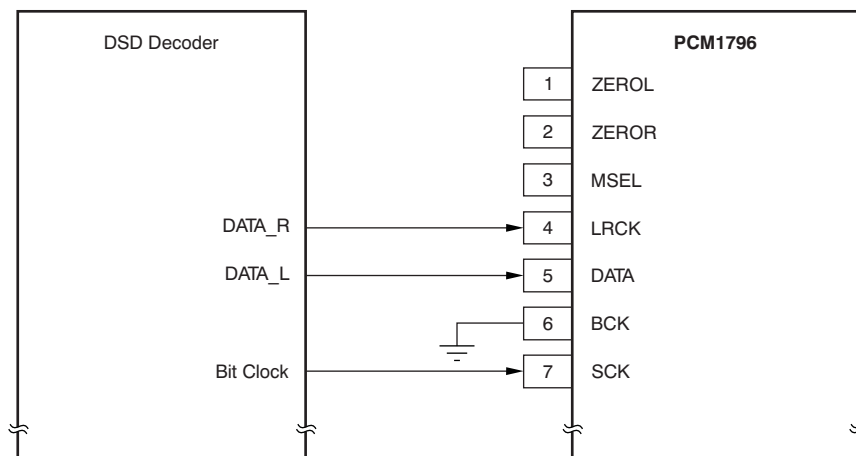 DSD Decoder
PCM1796
1 ZEROL
2 ZEROR
3 MSEL
DATA_R 4 LRCK
DATA_L 5 DATA
6 BCK
Bit Clock 7 SCK